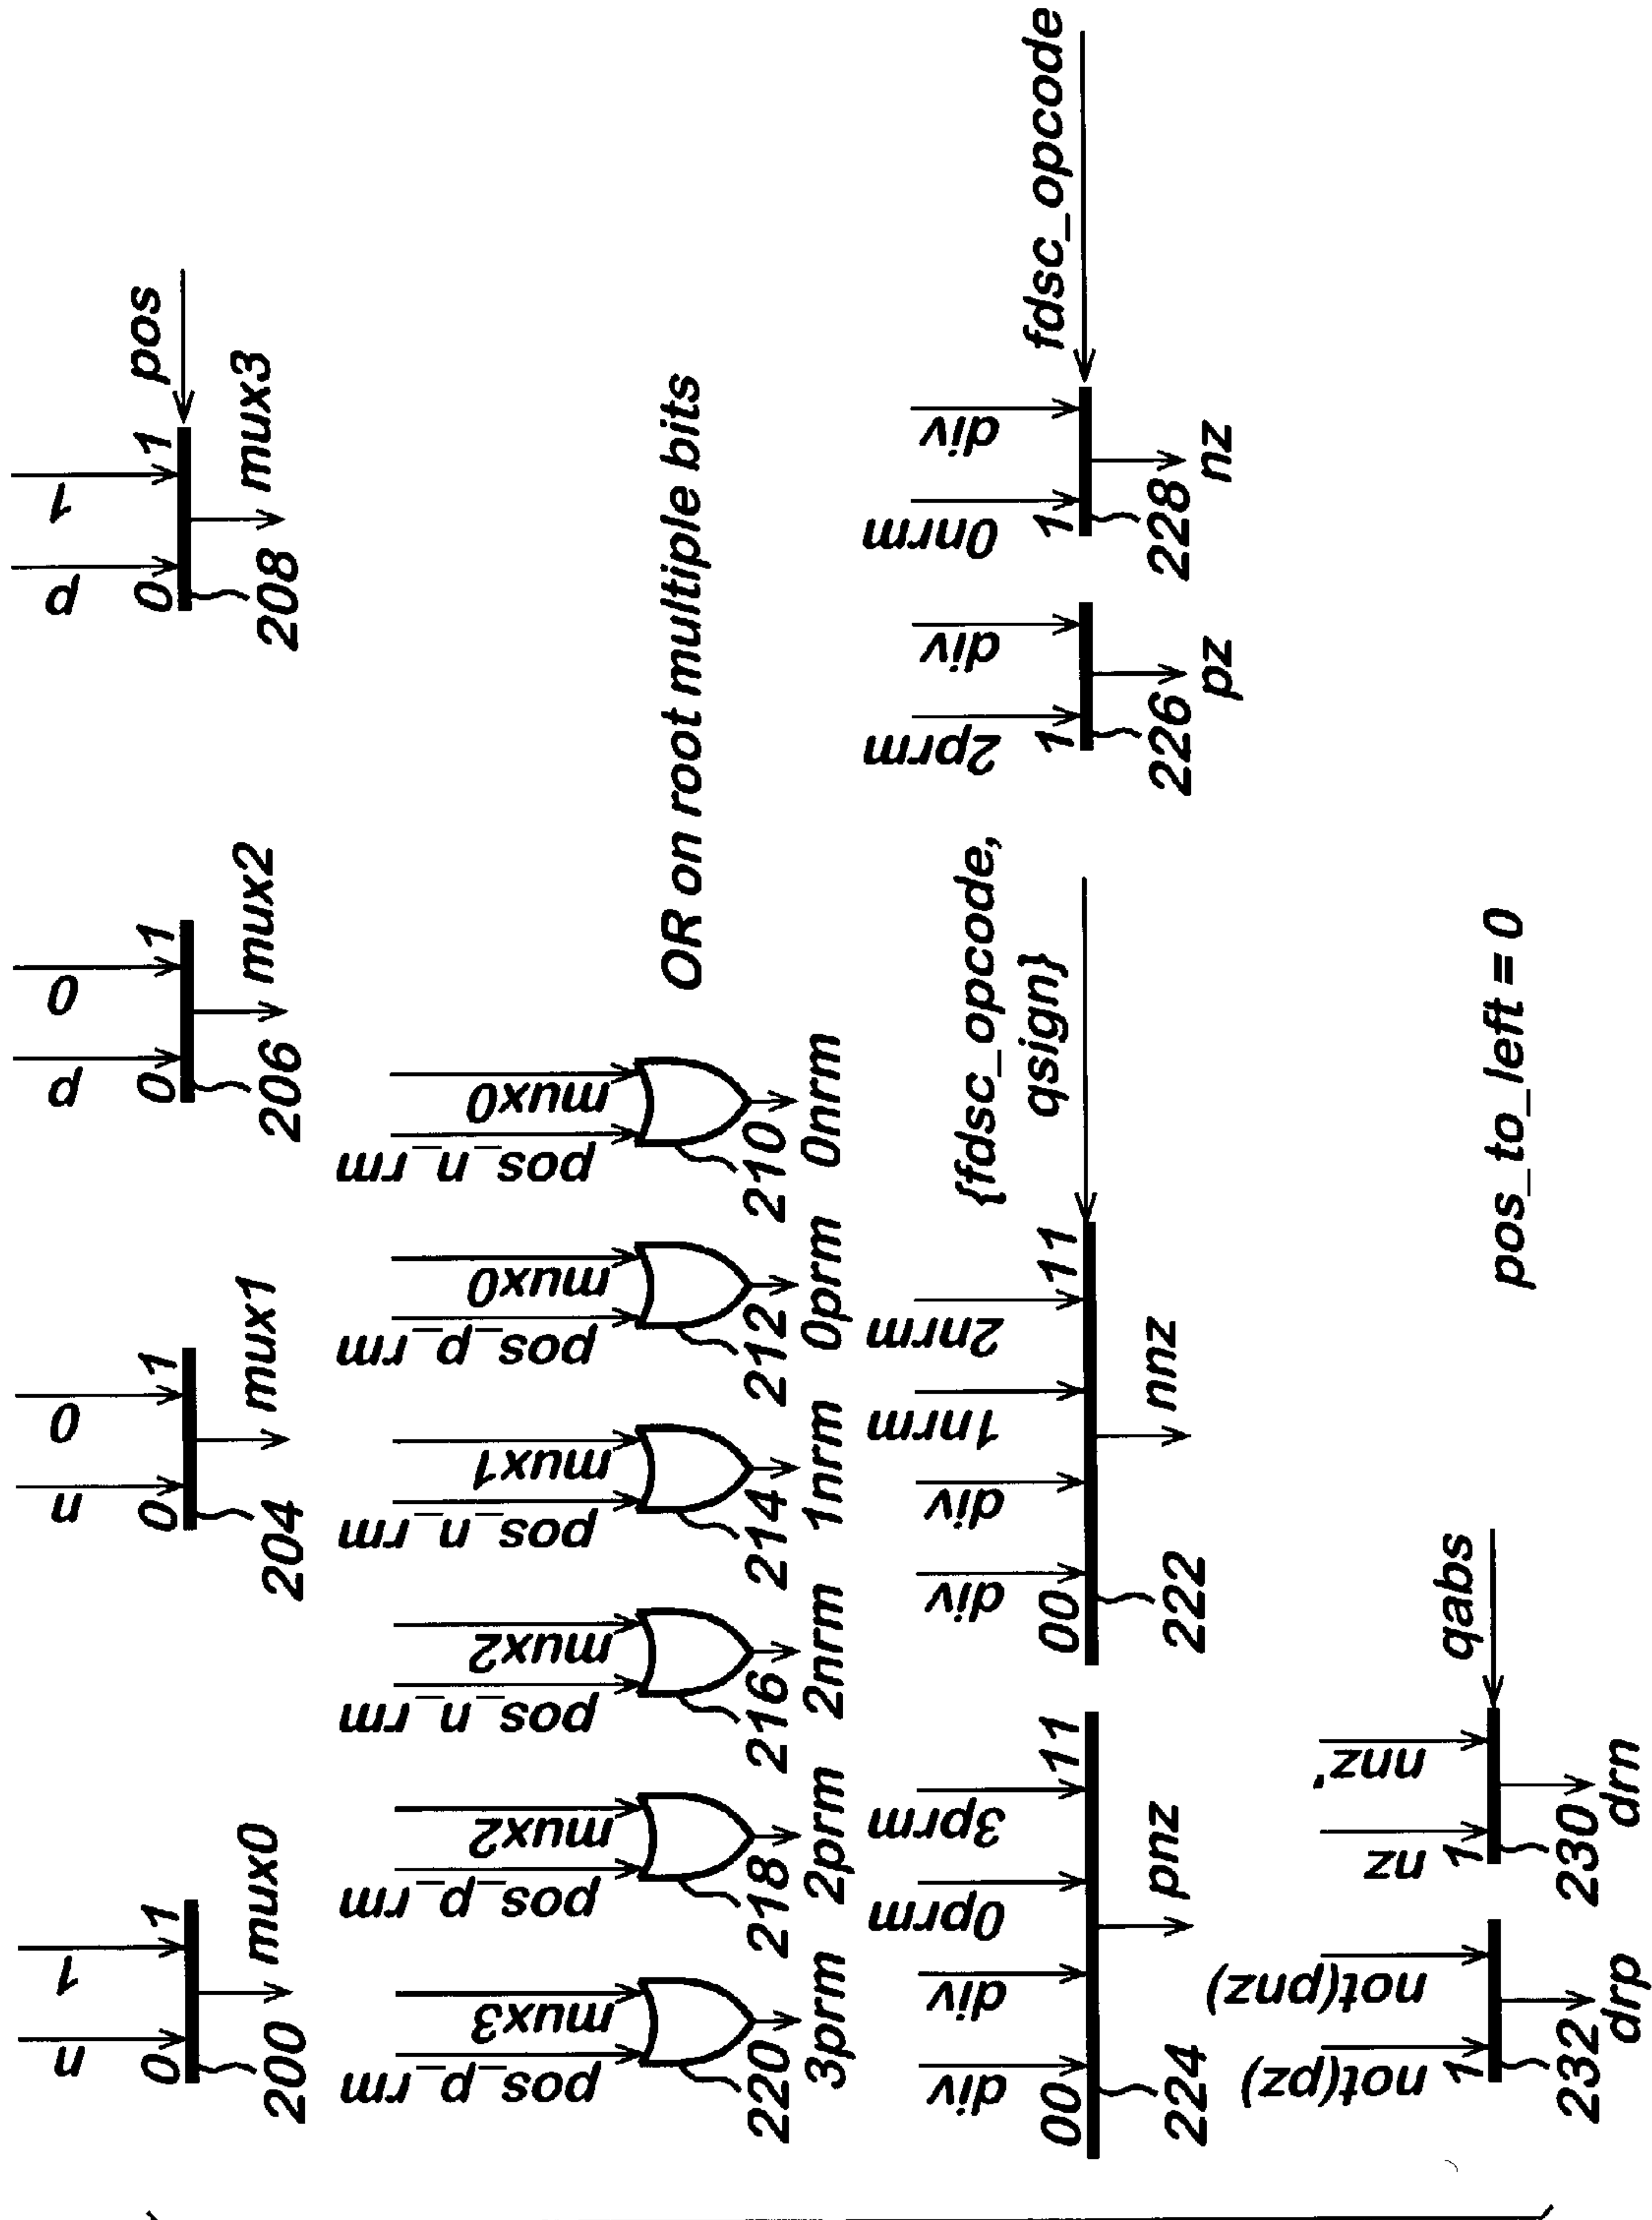 n 1 n 0 p 0 p 1 pos
0 1 0 1 0 1 0 1
200 mux0 204 mux1 206 mux2 208 mux3
pos_p_rm mux3 pos_p_rm mux2 pos_n_rm mux2 pos_n_rm mux1 pos_p_rm mux0 pos_n_rm mux0
OR on root multiple bits
220 218 216 214 212 210
3prm 2prm 2nrm 1nrm 0prm 0nrm
div div 0prm 3prm div div 1nrm 2nrm {fdsc_opcode, 2prm div 0nrm div fdsc_opcode
qsign}
00 11 00 11 1 1
224 pnz 222 nnz 226 pz 228 nz
not(pz) not(pnz) nz nnz' qabs
1 1
232 230
drp drn
pos_to_left = 0